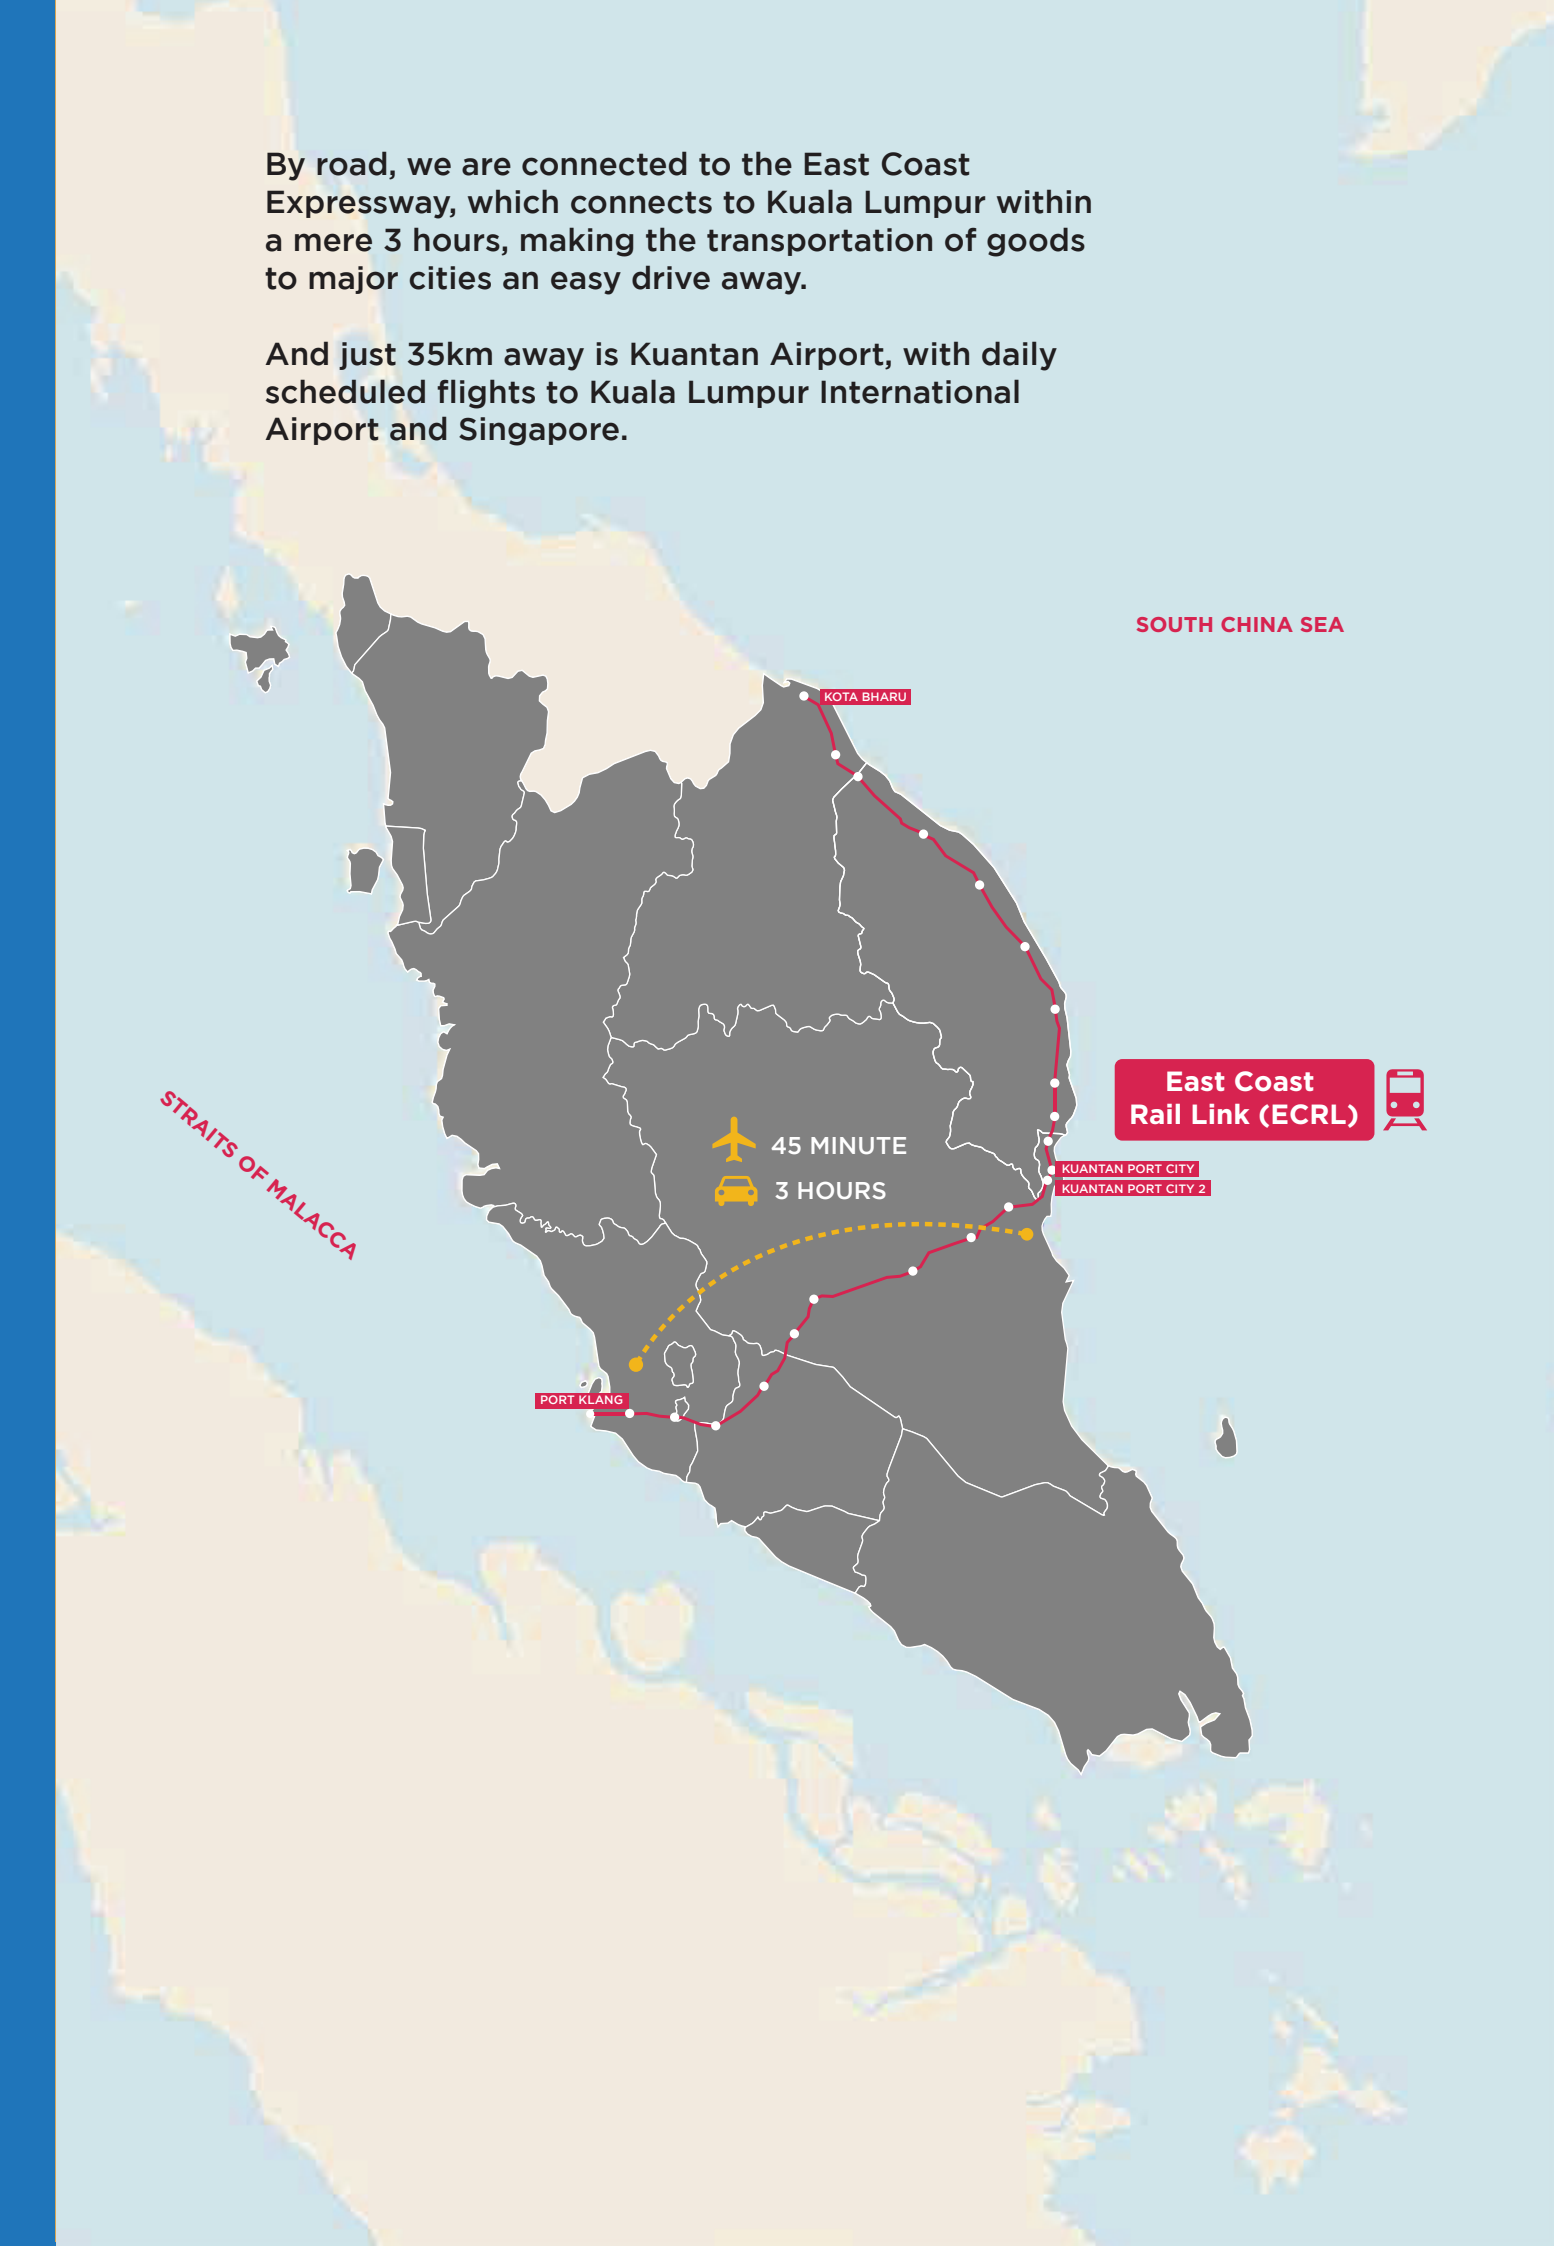 By road, we are connected to the East Coast
Expressway, which connects to Kuala Lumpur within
a mere 3 hours, making the transportation of goods
to major cities an easy drive away.
And just 35km away is Kuantan Airport, with daily
scheduled flights to Kuala Lumpur International
Airport and Singapore.
SOUTH CHINA SEA
KOTA BHARU
East Coast
Rail Link (ECRL)
STRAITS OF MALACCA
45 MINUTE
3 HOURS
KUANTAN PORT CITY
KUANTAN PORT CITY 2
PORT KLANG